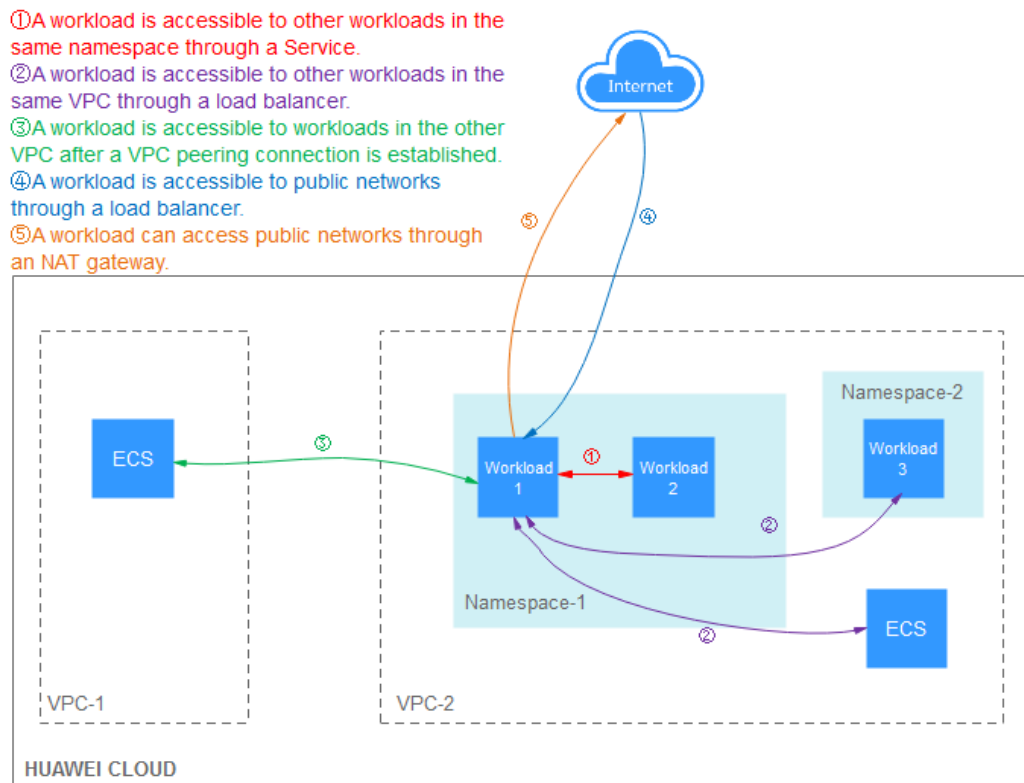 ①A workload is accessible to other workloads in the
same namespace through a Service.
②A workload is accessible to other workloads in the
same VPC through a load balancer.
③A workload is accessible to workloads in the other
VPC after a VPC peering connection is established.
④A workload is accessible to public networks
through a load balancer.
⑤A workload can access public networks through
an NAT gateway.
Internet
⑤
④
Namespace-2
ECS
③
Workload
1
①
Workload
2
Workload
3
②
Namespace-1
②
ECS
VPC-1
VPC-2
HUAWEI CLOUD